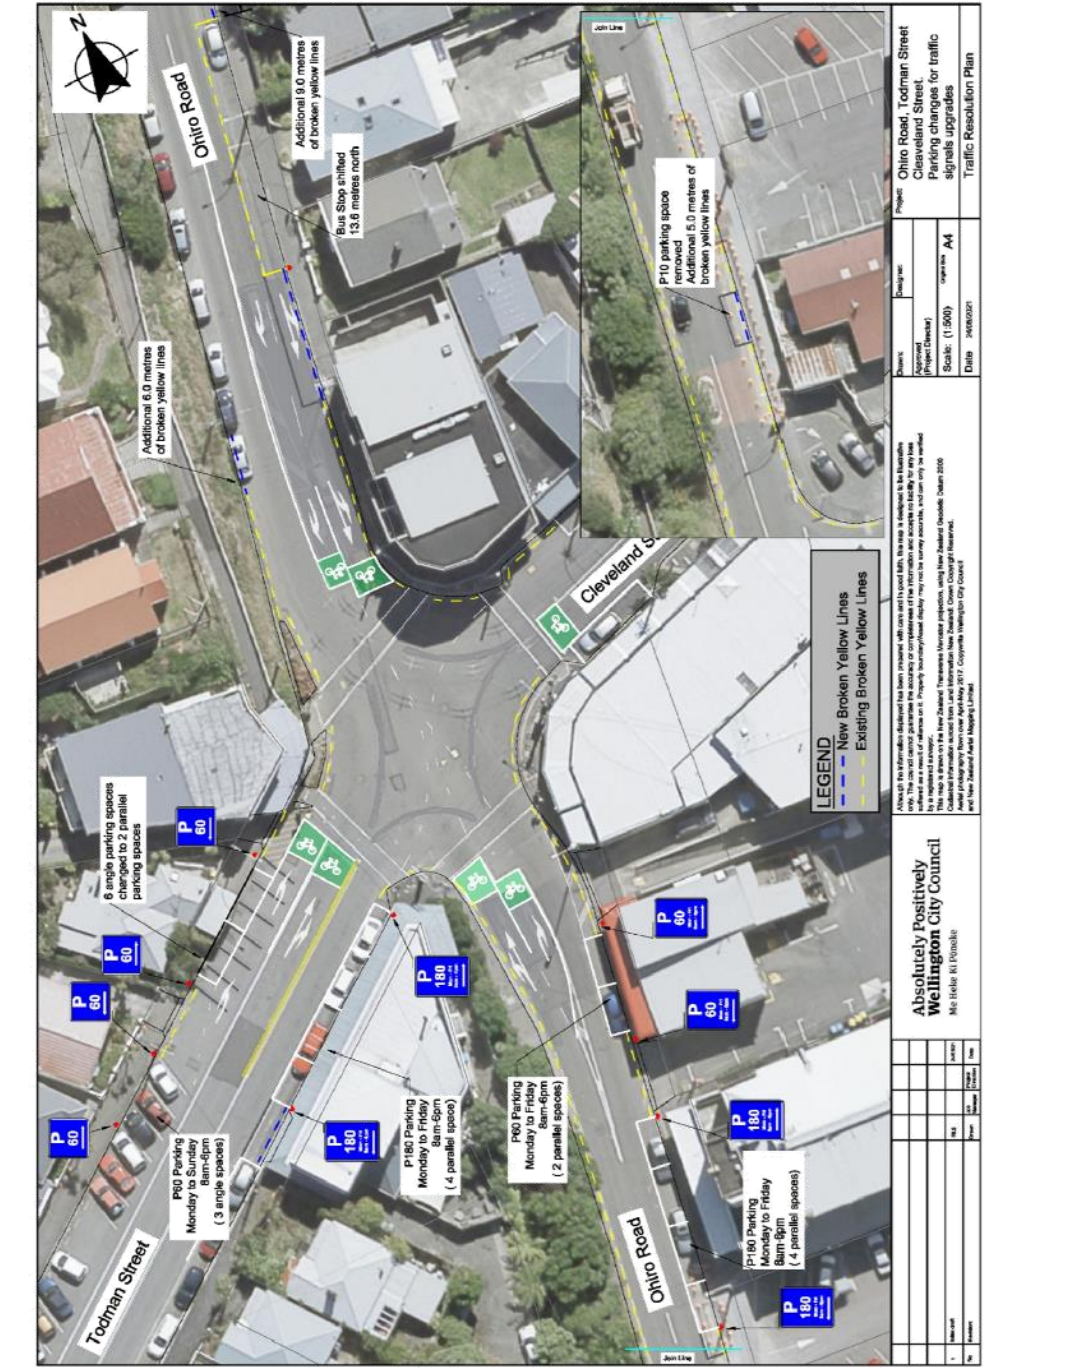 N
Ohiro Road
Additional 9.0 metres
of broken yellow lines
Bus Stop shifted
13.6 metres north
Additional 6.0 metres
of broken yellow lines
Join Line
P10 parking space
removed
Additional 5.0 metres of
broken yellow lines
Cleveland S
6 angle parking spaces
changed to 2 parallel
parking spaces
P
60
P
60
P
60
P
60
P60 Parking
Monday to Sunday
8am-6pm
( 3 angle spaces)
Todman Street
P
180
P
180
P180 Parking
Monday to Friday
8am-6pm
( 4 parallel space)
P60 Parking
Monday to Friday
8am-6pm
( 2 parallel spaces)
P
60
P
60
P
180
P180 Parking
Monday to Friday
8am-6pm
( 4 parallel spaces)
P
180
Ohiro Road
Join Line
LEGEND
New Broken Yellow Lines
Existing Broken Yellow Lines
Absolutely Positively
Wellington City Council
Me Heke Ki Pōneke
Drawn:
Designed:
Approved
(Project Director)
Scale: (1:500)
A4
Date
Project:
Ohiro Road, Todman Street
Cleaveland Street.
Parking changes for traffic
signals upgrades
Traffic Resolution Plan